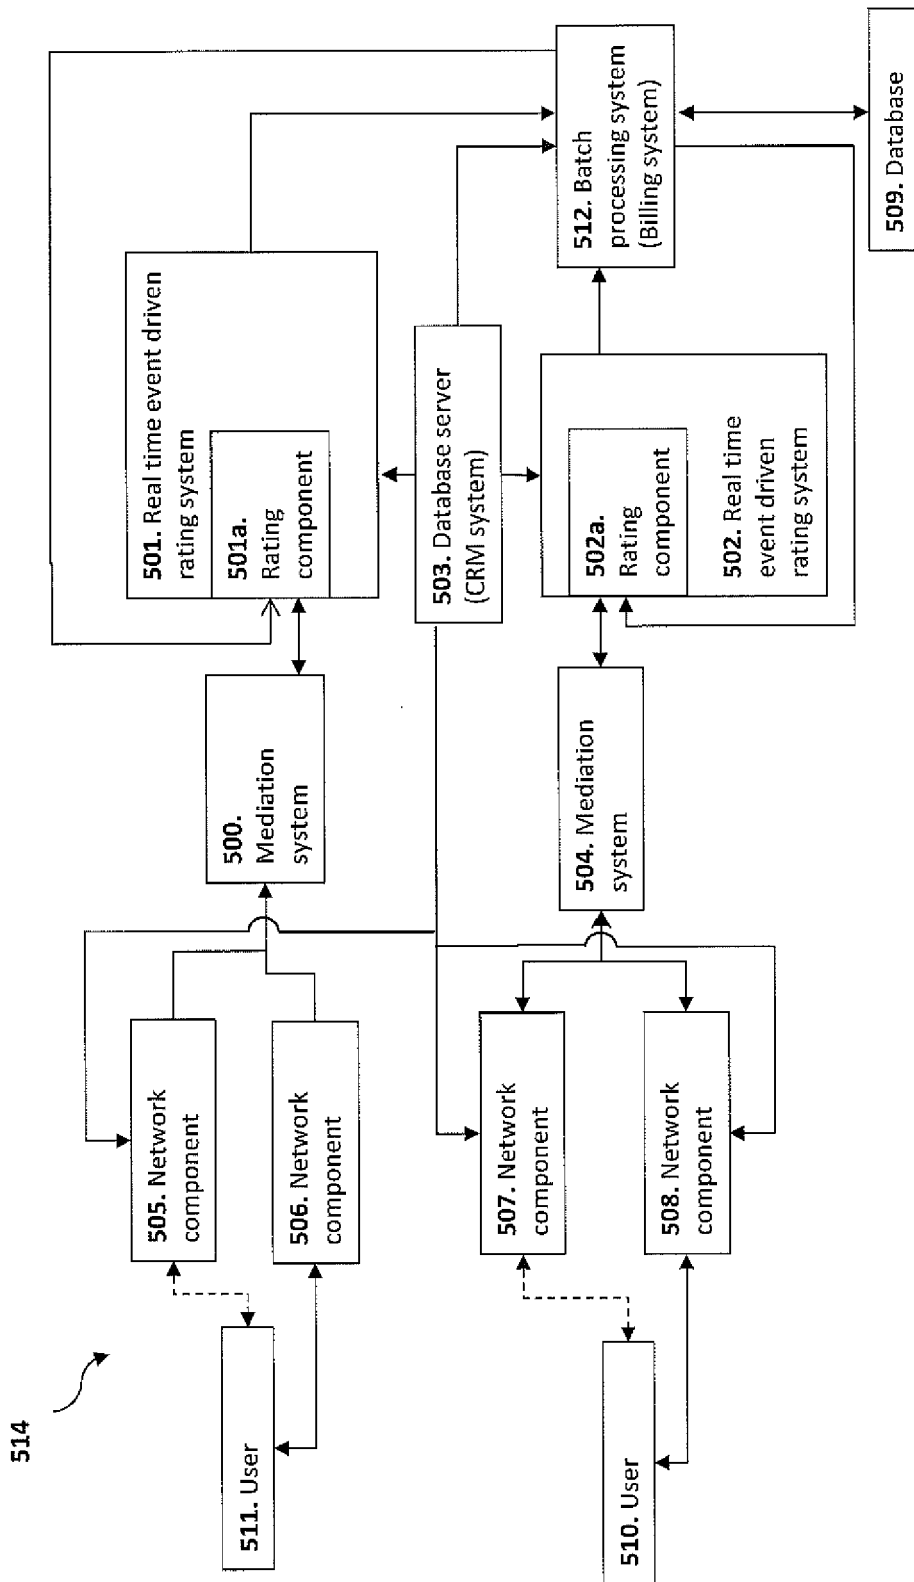 514
511. User
510. User
505. Network
component
506. Network
component
507. Network
component
508. Network
component
500.
Mediation
system
504. Mediation
system
501. Real time event driven
rating system
501a.
Rating
component
503. Database server
(CRM system)
502a.
Rating
component
502. Real time
event driven
rating system
512. Batch
processing system
(Billing system)
509. Database